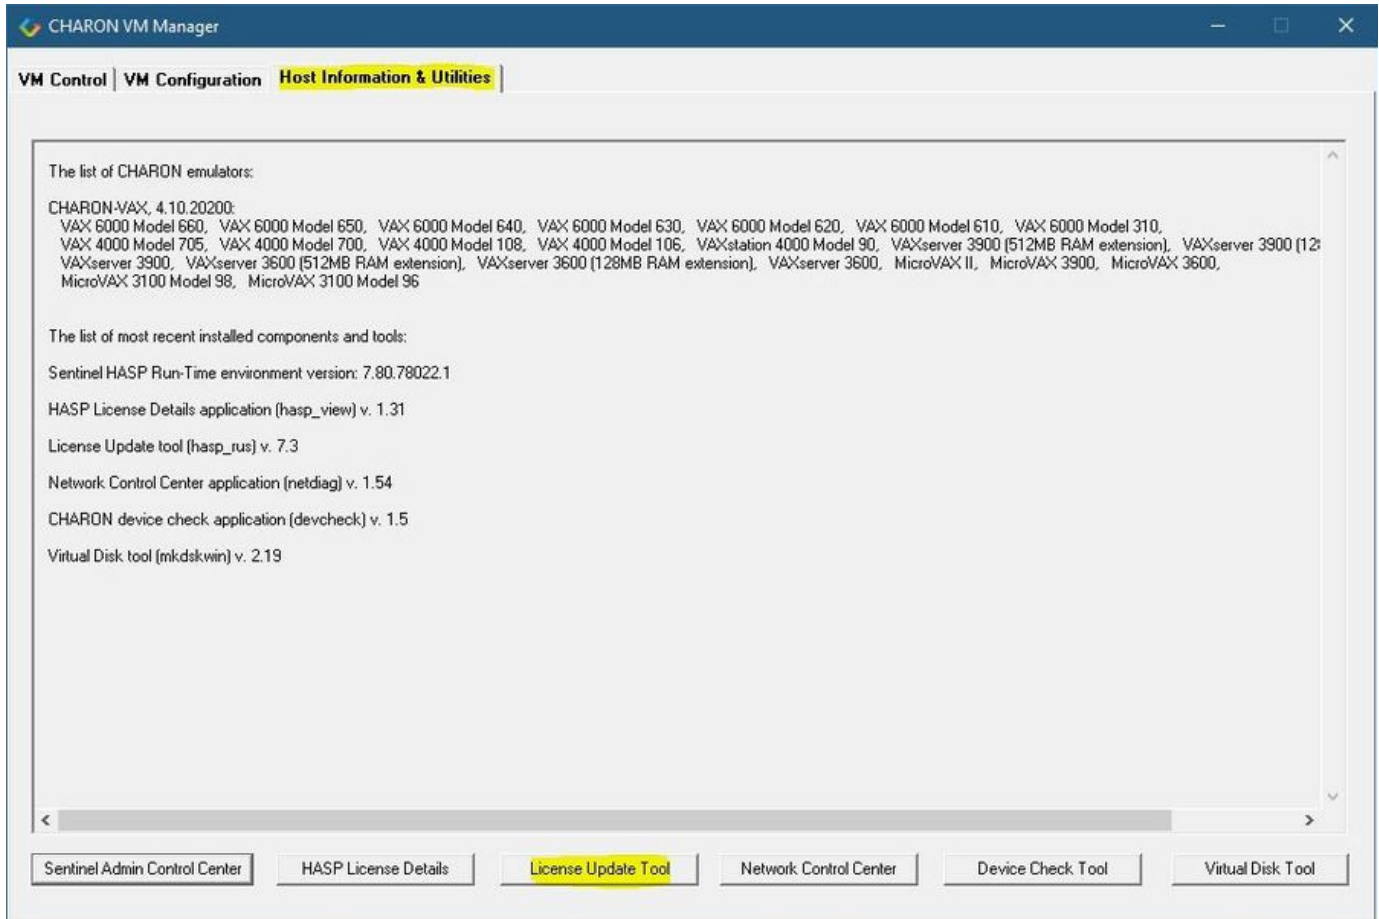 CHARON VM Manager
VM Control VM Configuration Host Information & Utilities
The list of CHARON emulators:
CHARON-VAX, 4.10.20200:
VAX 6000 Model 660, VAX 6000 Model 650, VAX 6000 Model 640, VAX 6000 Model 630, VAX 6000 Model 620, VAX 6000 Model 610, VAX 6000 Model 310,
VAX 4000 Model 705, VAX 4000 Model 700, VAX 4000 Model 108, VAX 4000 Model 106, VAXstation 4000 Model 90, VAXserver 3900 (512MB RAM extension), VAXserver 3900 (128
VAXserver 3900, VAXserver 3600 (512MB RAM extension), VAXserver 3600 (128MB RAM extension), VAXserver 3600, MicroVAX II, MicroVAX 3900, MicroVAX 3600,
MicroVAX 3100 Model 98, MicroVAX 3100 Model 96
The list of most recent installed components and tools:
Sentinel HASP Run-Time environment version: 7.80.78022.1
HASP License Details application (hasp_view) v. 1.31
License Update tool (hasp_rus) v. 7.3
Network Control Center application (netdiag) v. 1.54
CHARON device check application (devcheck) v. 1.5
Virtual Disk tool (mkdskwin) v. 2.19
Sentinel Admin Control Center HASP License Details License Update Tool Network Control Center Device Check Tool Virtual Disk Tool